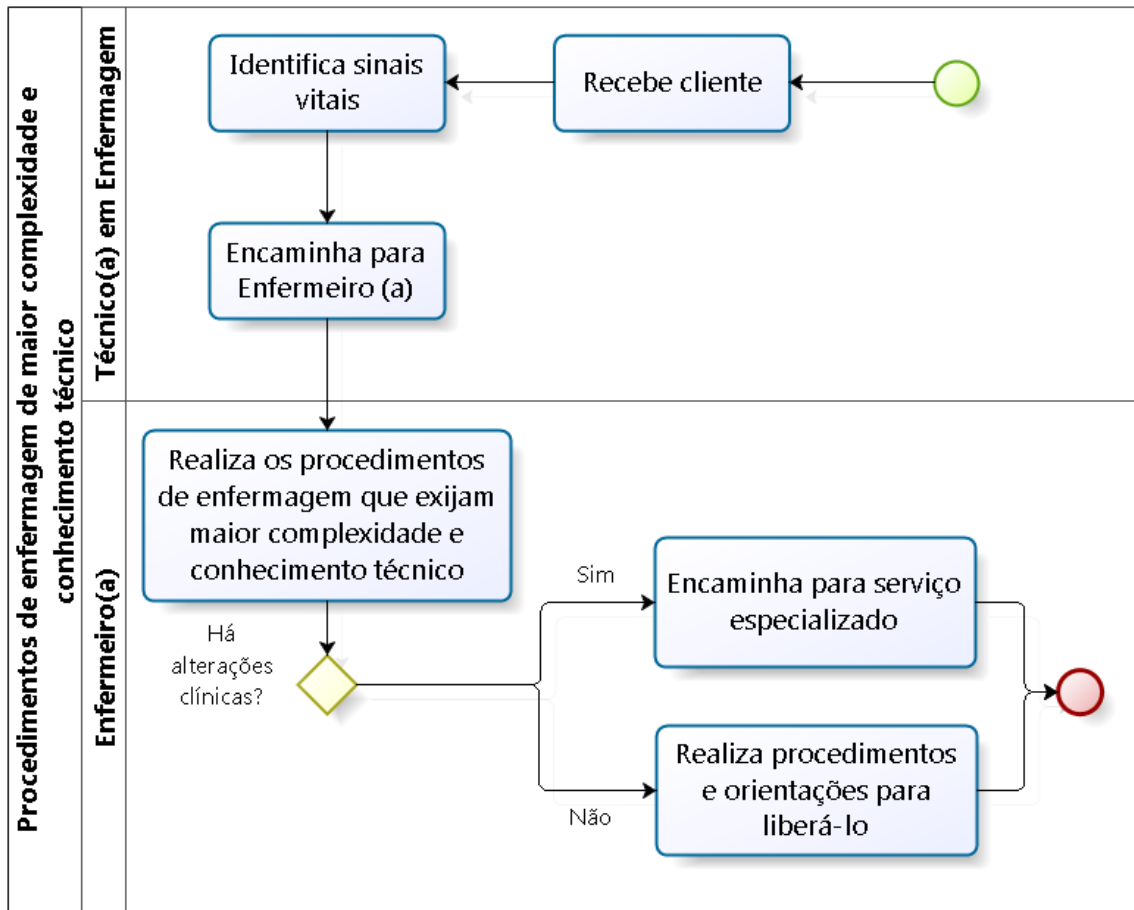 Procedimentos de enfermagem de maior complexidade e
conhecimento técnico
Técnico(a) em Enfermagem
Identifica sinais
vitais
Recebe cliente
Encaminha para
Enfermeiro (a)
Enfermeiro(a)
Realiza os procedimentos
de enfermagem que exijam
maior complexidade e
conhecimento técnico
Há
alterações
clínicas?
Sim
Encaminha para serviço
especializado
Não
Realiza procedimentos
e orientações para
liberá-lo